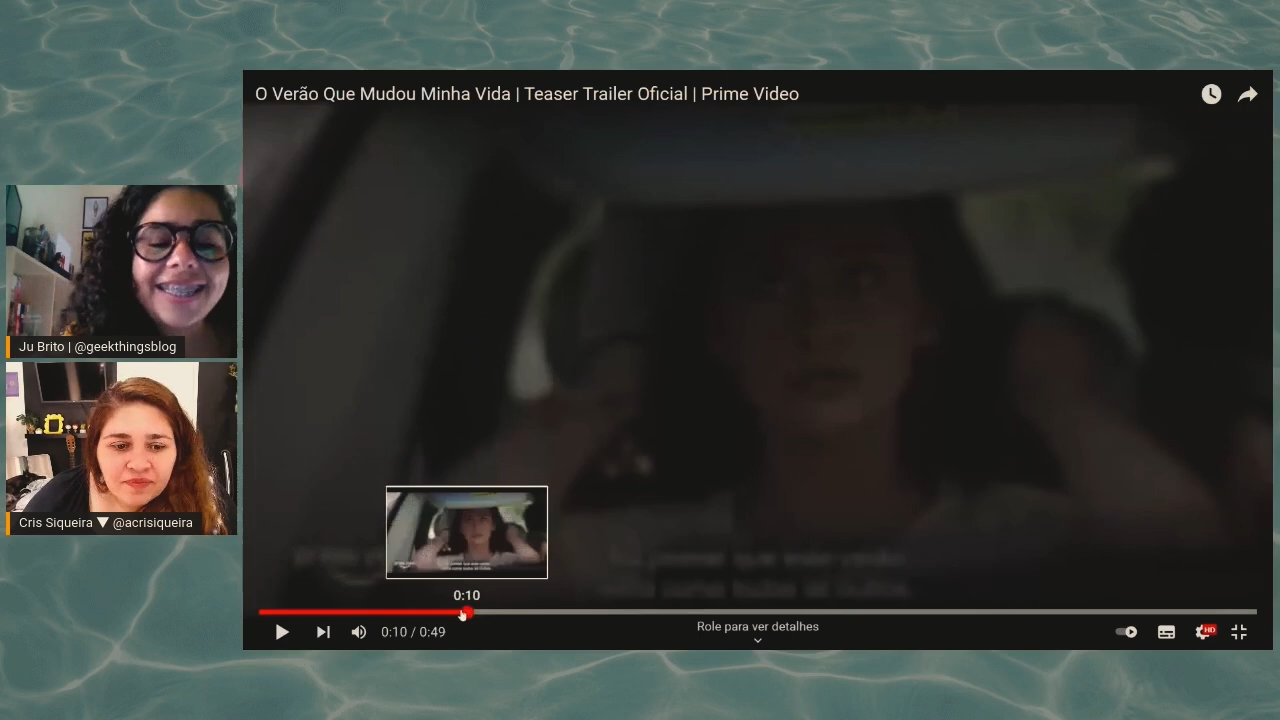 O Verão Que Mudou Minha Vida | Teaser Trailer Oficial | Prime Video
Ju Brito | @geekthingsblog
Cris Siqueira ▼ @acrisiqueira
0:10
0:10 / 0:49
Role para ver detalhes
HD